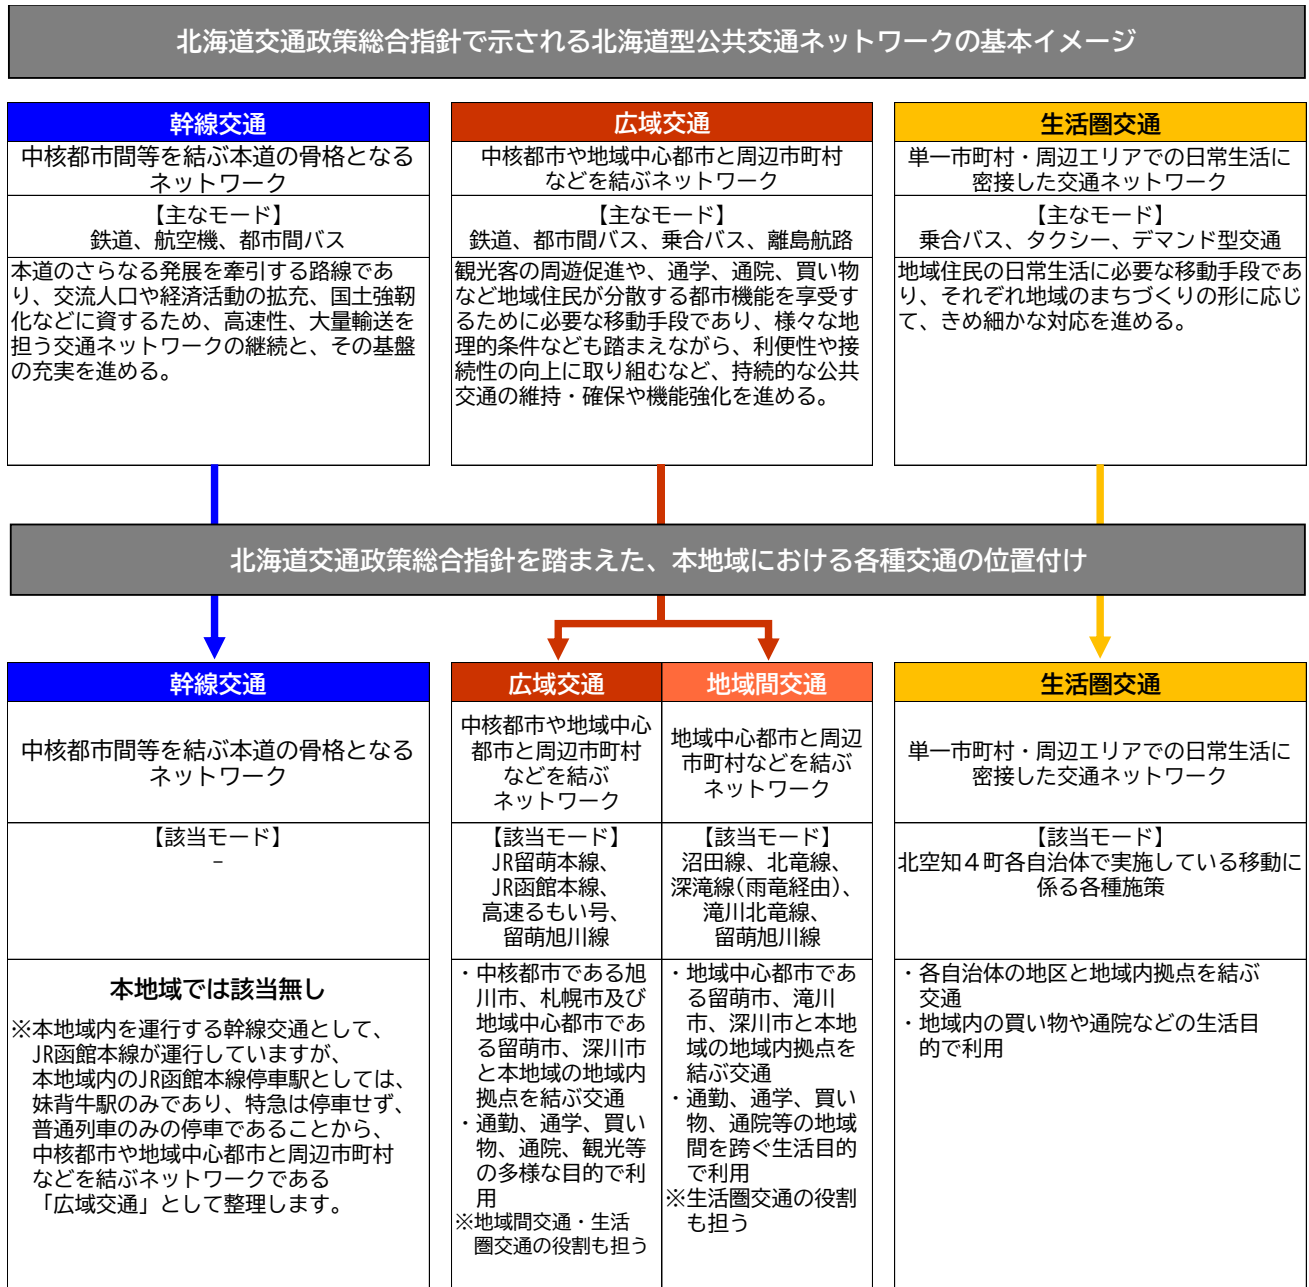 北海道交通政策総合指針で示される北海道型公共交通ネットワークの基本イメージ
幹線交通
中核都市間等を結ぶ本道の骨格となる
ネットワーク
【主なモード】
鉄道、航空機、都市間バス
本道のさらなる発展を牽引する路線であ
り、交流人口や経済活動の拡充、国土強靭
化などに資するため、高速性、大量輸送を
担う交通ネットワークの継続と、その基盤
の充実を進める。
広域交通
中核都市や地域中心都市と周辺市町村
などを結ぶネットワーク
【主なモード】
鉄道、都市間バス、乗合バス、離島航路
観光客の周遊促進や、通学、通院、買い物
など地域住民が分散する都市機能を享受す
るために必要な移動手段であり、様々な地
理的条件なども踏まえながら、利便性や接
続性の向上に取り組むなど、持続的な公共
交通の維持・確保や機能強化を進める。
生活圏交通
単一市町村・周辺エリアでの日常生活に
密接した交通ネットワーク
【主なモード】
乗合バス、タクシー、デマンド型交通
地域住民の日常生活に必要な移動手段であ
り、それぞれ地域のまちづくりの形に応じ
て、きめ細かな対応を進める。
北海道交通政策総合指針を踏まえた、本地域における各種交通の位置付け
幹線交通
中核都市間等を結ぶ本道の骨格となる
ネットワーク
【該当モード】
－
本地域では該当無し
※本地域内を運行する幹線交通として、
JR函館本線が運行していますが、
本地域内のJR函館本線停車駅としては、
妹背牛駅のみであり、特急は停車せず、
普通列車のみの停車であることから、
中核都市や地域中心都市と周辺市町村
などを結ぶネットワークである
「広域交通」として整理します。
広域交通
中核都市や地域中心
都市と周辺市町村
などを結ぶ
ネットワーク
【該当モード】
JR留萌本線、
JR函館本線、
高速るもい号、
留萌旭川線
・中核都市である旭
川市、札幌市及び
地域中心都市であ
る留萌市、深川市
と本地域の地域内
拠点を結ぶ交通
・通勤、通学、買い
物、通院、観光等
の多様な目的で利
用
※地域間交通・生活
圏交通の役割も担う
地域間交通
地域中心都市と周辺
市町村などを結ぶ
ネットワーク
【該当モード】
沼田線、北竜線、
深滝線(雨竜経由)、
滝川北竜線、
留萌旭川線
・地域中心都市であ
る留萌市、滝川
市、深川市と本地
域の地域内拠点を
結ぶ交通
・通勤、通学、買い
物、通院等の地域
間を跨ぐ生活目的
で利用
※生活圏交通の役割
も担う
生活圏交通
単一市町村・周辺エリアでの日常生活に
密接した交通ネットワーク
【該当モード】
北空知４町各自治体で実施している移動に
係る各種施策
・各自治体の地区と地域内拠点を結ぶ
交通
・地域内の買い物や通院などの生活目
的で利用